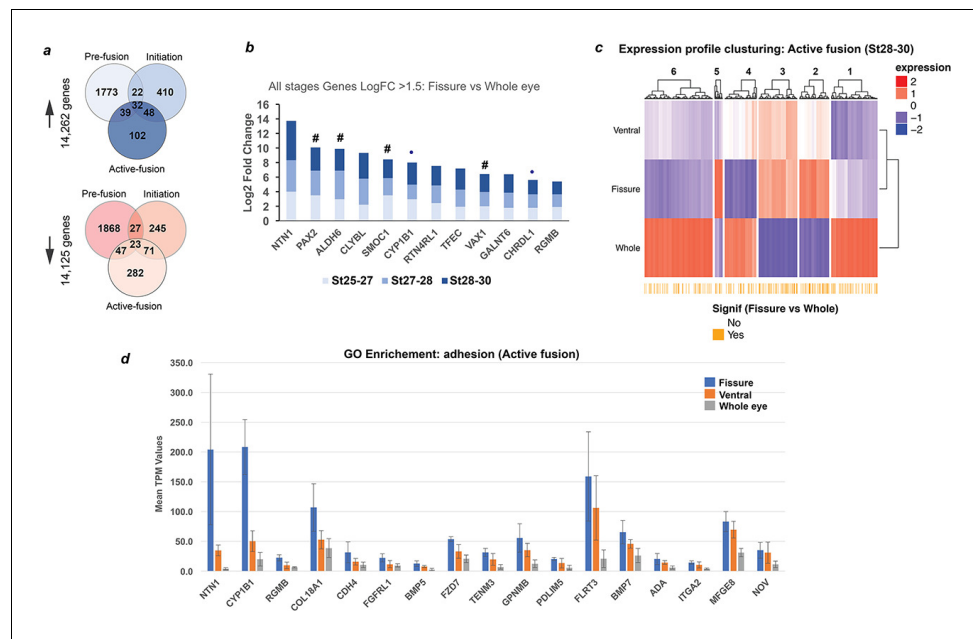 a
Pre-fusion
Initiation
14,262 genes
1773
22
410
32
39
48
102
Active-fusion
Pre-fusion
Initiation
14,125 genes
1868
27
245
23
47
71
282
Active-fusion
b
All stages Genes LogFC >1.5: Fissure vs Whole eye
Log2 Fold Change
16
14
12
10
8
6
4
2
0
#
#
#
•
#
•
NTN1
PAX2
ALDH6
CLYBL
SMOC1
CYP1B1
RTN4RL1
TFEC
VAX1
GALNT6
CHRDL1
RGMB
St25-27
St27-28
St28-30
c
Expression profile clusturing: Active fusion (St28-30)
6
5
4
3
2
1
expression
2
1
0
−1
−2
Ventral
Fissure
Whole
Signif (Fissure vs Whole)
No
Yes
d
GO Enrichement: adhesion (Active fusion)
Mean TPM Values
350.0
300.0
250.0
200.0
150.0
100.0
50.0
0.0
Fissure
Ventral
Whole eye
NTN1
CYP1B1
RGMB
COL18A1
CDH4
FGFRL1
BMP5
FZD7
TENM3
GPNMB
PDLIM5
FLRT3
BMP7
ADA
ITGA2
MFGE8
NOV